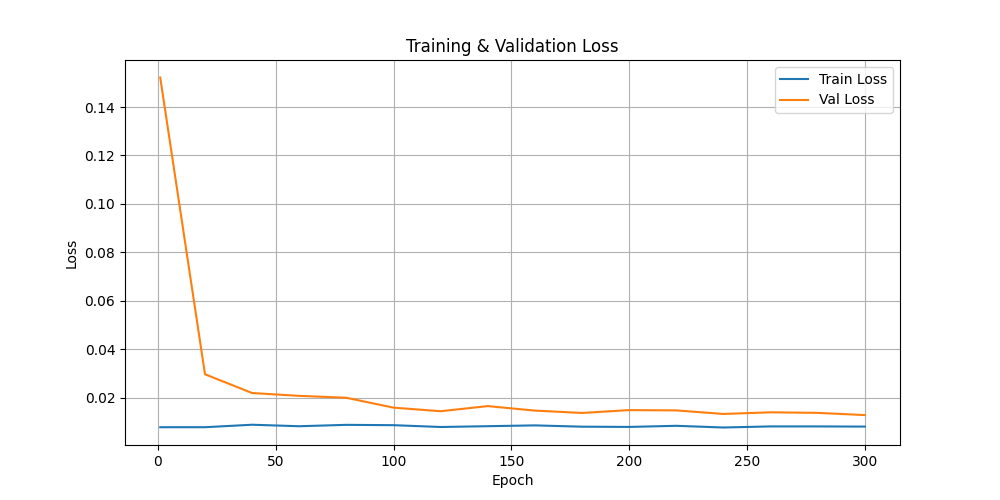 Training & Validation Loss
Train Loss
Val Loss
0.14
0.12
0.10
0.08
0.06
0.04
0.02
Loss
0 50 100 150 200 250 300
Epoch